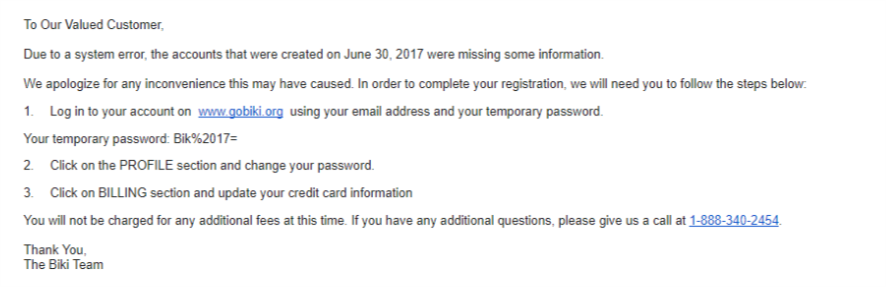 To Our Valued Customer,
Due to a system error, the accounts that were created on June 30, 2017 were missing some information.
We apologize for any inconvenience this may have caused. In order to complete your registration, we will need you to follow the steps below:
1. Log in to your account on www.gobiki.org using your email address and your temporary password.
Your temporary password: Bik%2017=
2. Click on the PROFILE section and change your password.
3. Click on BILLING section and update your credit card information
You will not be charged for any additional fees at this time. If you have any additional questions, please give us a call at 1-888-340-2454.
Thank You,
The Biki Team